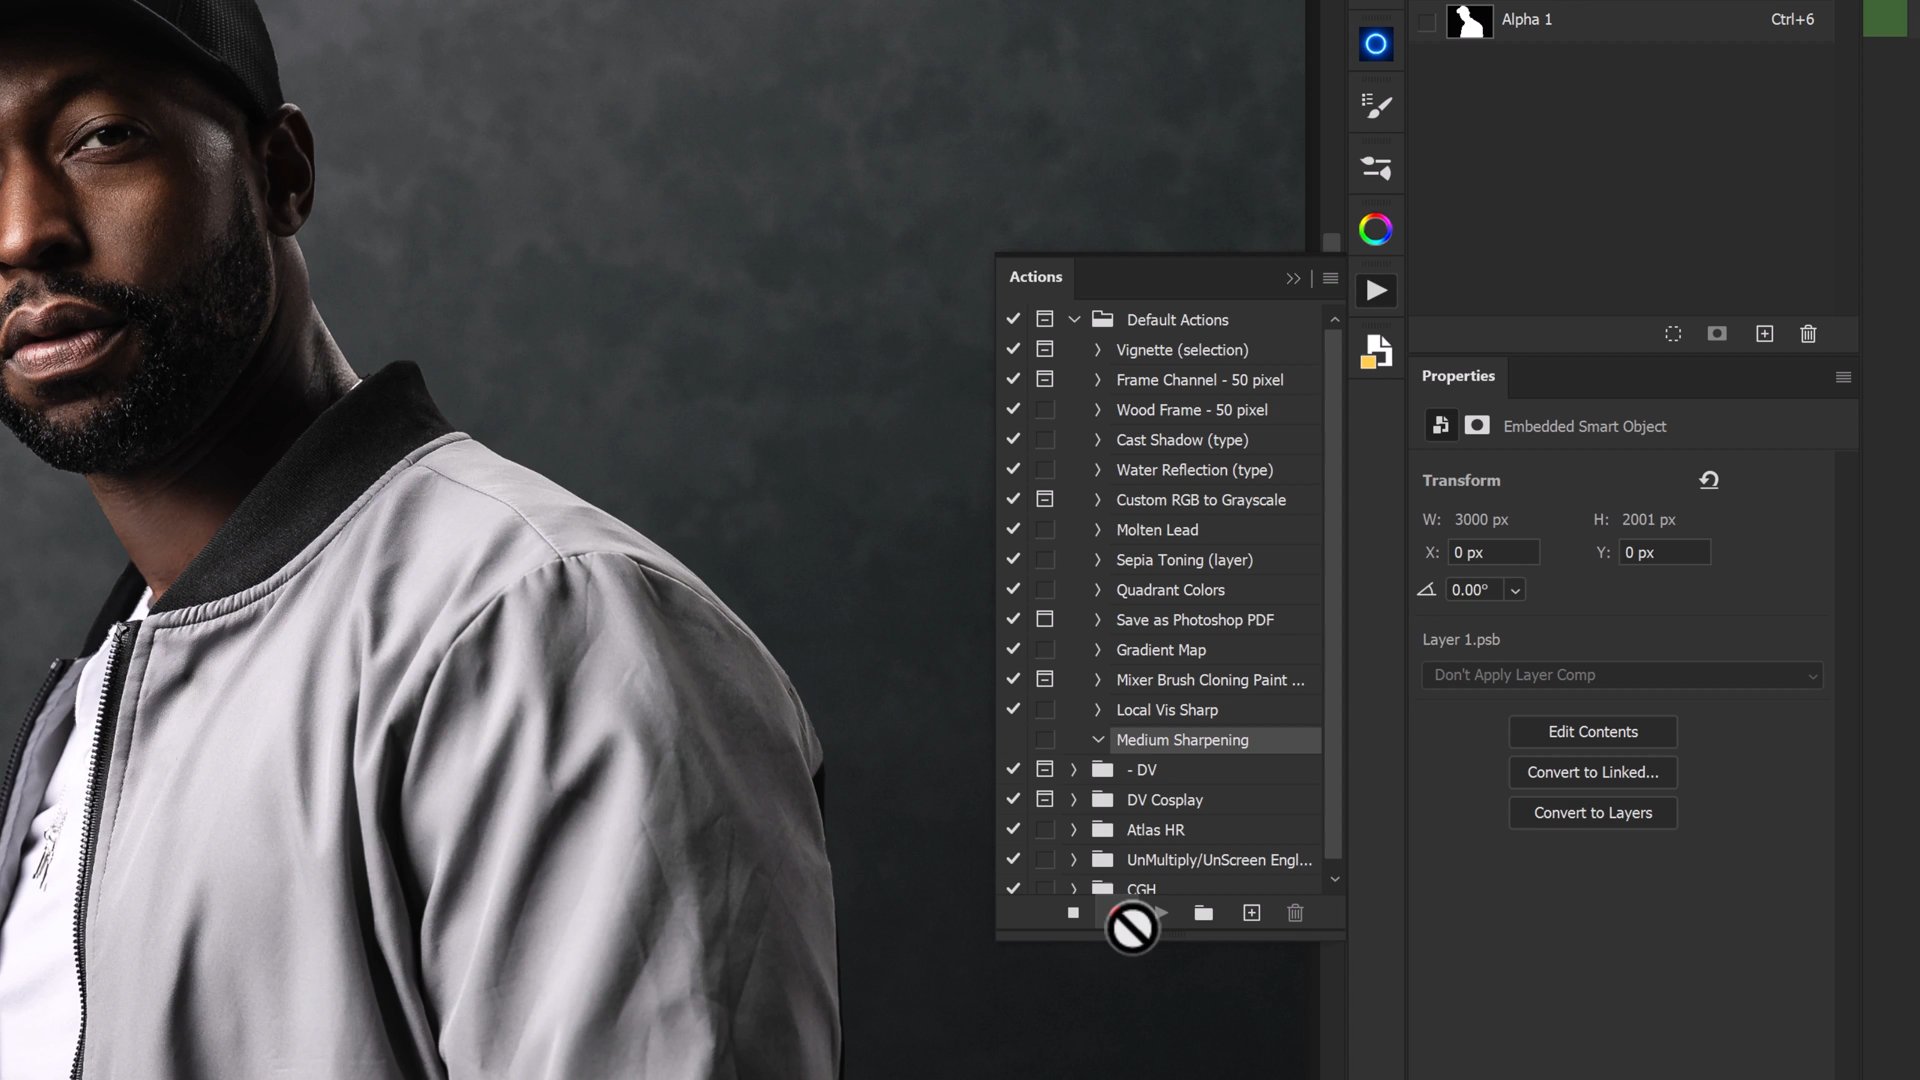 Alpha 1 Ctrl+6
Actions
Default Actions
Vignette (selection)
Frame Channel - 50 pixel
Wood Frame - 50 pixel
Cast Shadow (type)
Water Reflection (type)
Custom RGB to Grayscale
Molten Lead
Sepia Toning (layer)
Quadrant Colors
Save as Photoshop PDF
Gradient Map
Mixer Brush Cloning Paint ...
Local Vis Sharp
Medium Sharpening
- DV
DV Cosplay
Atlas HR
UnMultiply/UnScreen Engl...
CGH
Properties
Embedded Smart Object
Transform
W: 3000 px H: 2001 px
X: 0 px Y: 0 px
0.00°
Layer 1.psb
Don't Apply Layer Comp
Edit Contents
Convert to Linked...
Convert to Layers